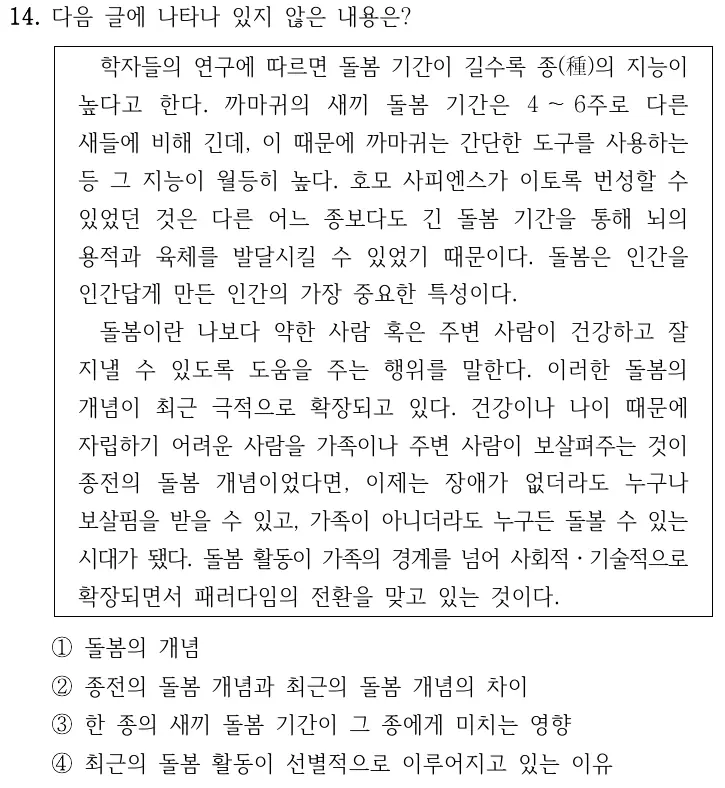 14. 다음 글에 나타나 있지 않은 내용은?
학자들의 연구에 따르면 돌봄 기간이 길수록 종(種)의 지능이
높다고 한다. 까마귀의 새끼 돌봄 기간은 4 ~ 6주로 다른
새들에 비해 긴데, 이 때문에 까마귀는 간단한 도구를 사용하는
등 그 지능이 월등히 높다. 호모 사피엔스가 이토록 번성할 수
있었던 것은 다른 어느 종보다도 긴 돌봄 기간을 통해 뇌의
용적과 육체를 발달시킬 수 있었기 때문이다. 돌봄은 인간을
인간답게 만든 인간의 가장 중요한 특성이다.
돌봄이란 나보다 약한 사람 혹은 주변 사람이 건강하고 잘
지낼 수 있도록 도움을 주는 행위를 말한다. 이러한 돌봄의
개념이 최근 극적으로 확장되고 있다. 건강이나 나이 때문에
자립하기 어려운 사람을 가족이나 주변 사람이 보살펴주는 것이
종전의 돌봄 개념이었다면, 이제는 장애가 없더라도 누구나
보살핌을 받을 수 있고, 가족이 아니더라도 누구든 돌볼 수 있는
시대가 됐다. 돌봄 활동이 가족의 경계를 넘어 사회적 · 기술적으로
확장되면서 패러다임의 전환을 맞고 있는 것이다.
① 돌봄의 개념
② 종전의 돌봄 개념과 최근의 돌봄 개념의 차이
③ 한 종의 새끼 돌봄 기간이 그 종에게 미치는 영향
④ 최근의 돌봄 활동이 선별적으로 이루어지고 있는 이유